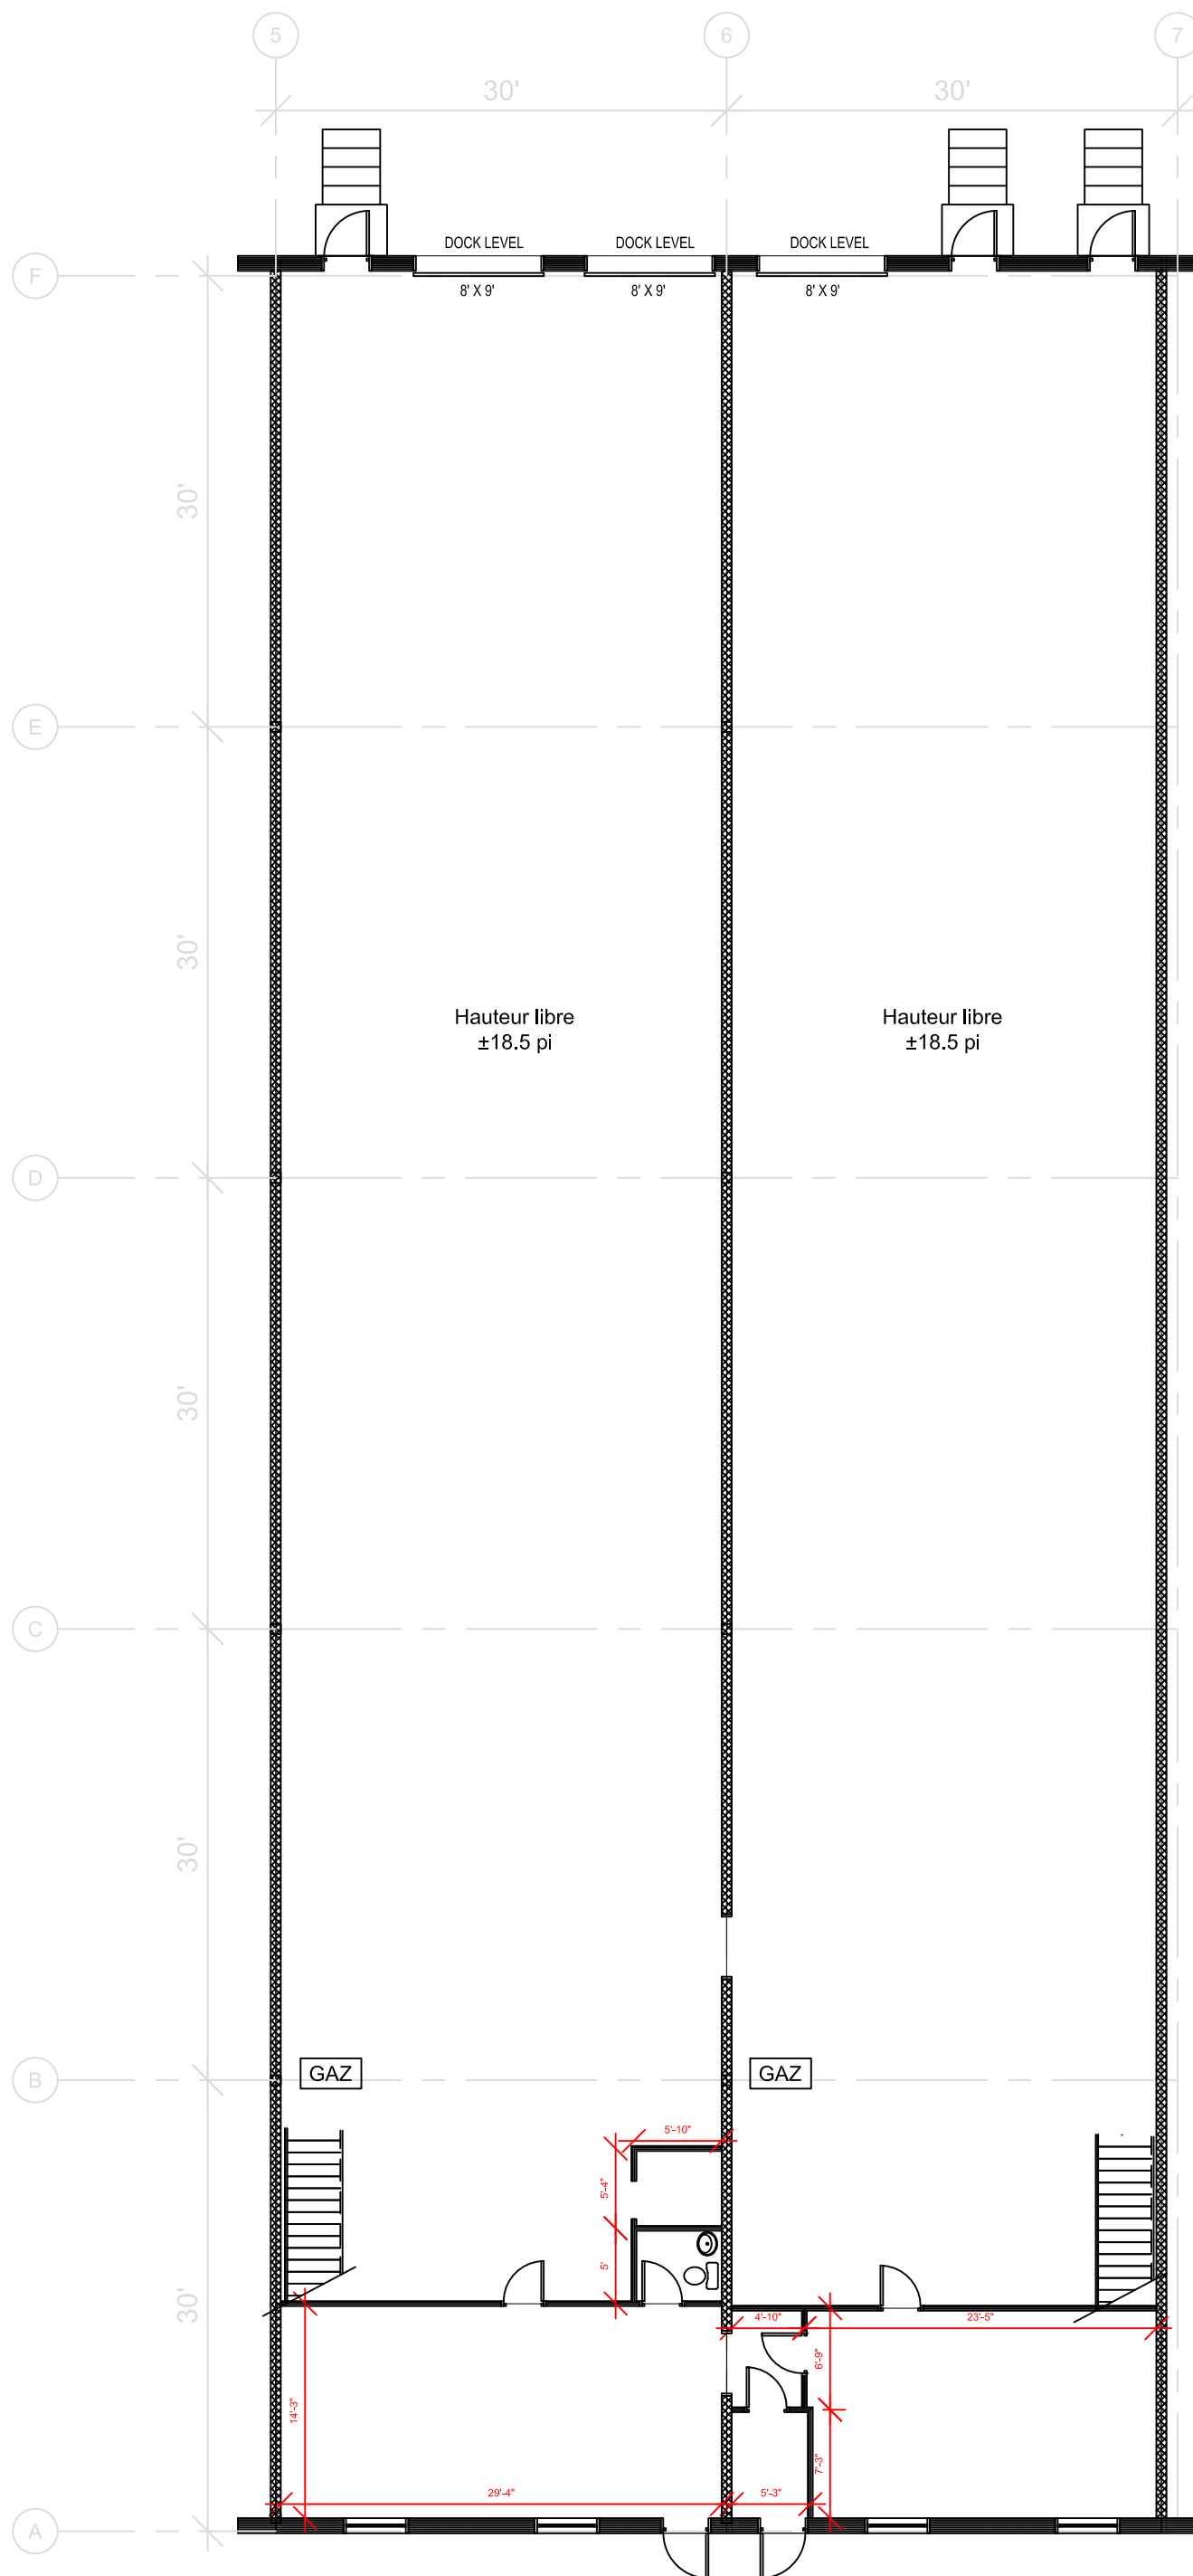 5
6
7
30'
30'
DOCK LEVEL
DOCK LEVEL
DOCK LEVEL
F
8' X 9'
8' X 9'
8' X 9'
30'
E
30'
Hauteur libre
±18.5 pi
Hauteur libre
±18.5 pi
D
30'
C
30'
B
GAZ
GAZ
5'-10"
5'-4"
5'
30'
4'-10"
23'-5"
6'-9"
14'-3"
7'-3"
29'-4"
5'-3"
A